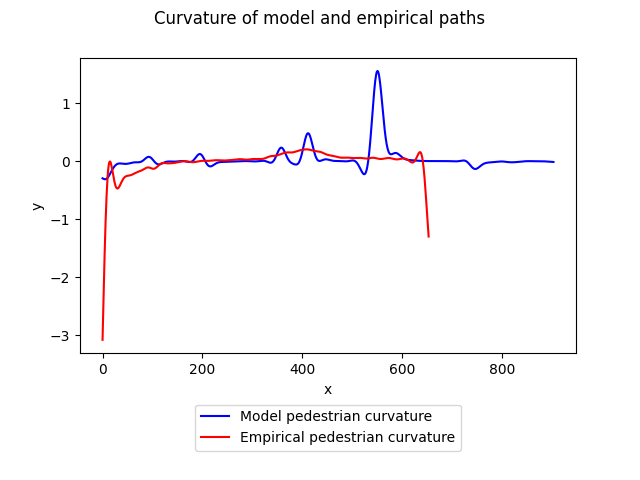 Curvature of model and empirical paths
1
0
−1
−2
−3
y
0 200 400 600 800
x
Model pedestrian curvature
Empirical pedestrian curvature